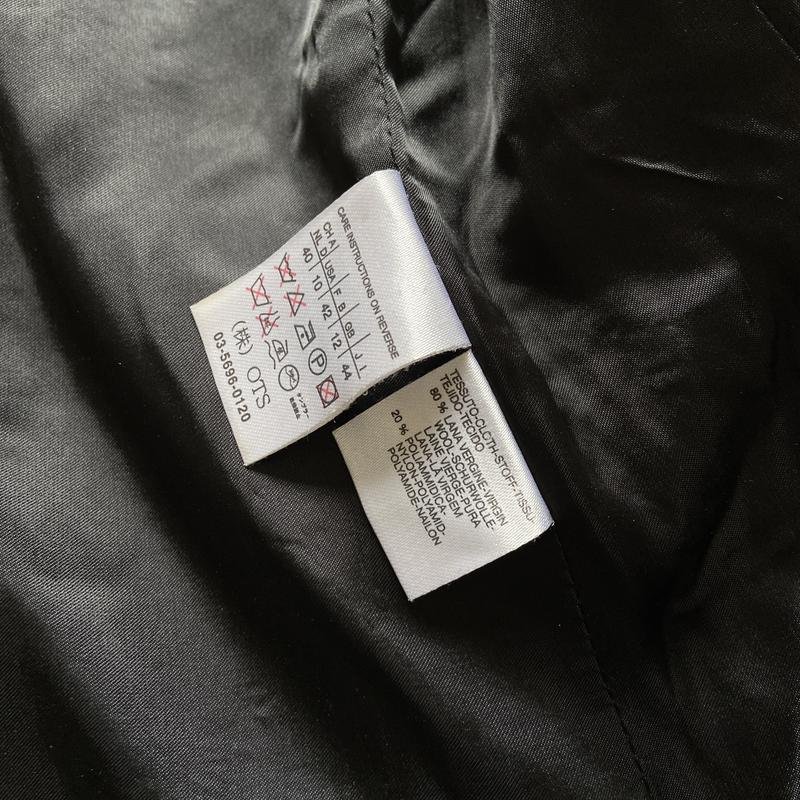 CARE INSTRUCTIONS ON REVERSE
CH A
NL D USA F B GB J I
40 10 42 12 44
P
(株) OTS
03-5696-0120
TESSUTO-CLOTH-STOFF-TISSU-
TEJIDO-TECIDO
80 % LANA VERGINE-VIRGIN
WOOL-SCHURWOLLE-
LAINE VIERGE-PURA
LANA-LÃ VIRGEM
20 % POLIAMMIDICA-
NYLON-POLYAMID-
POLYAMIDE-NAILON